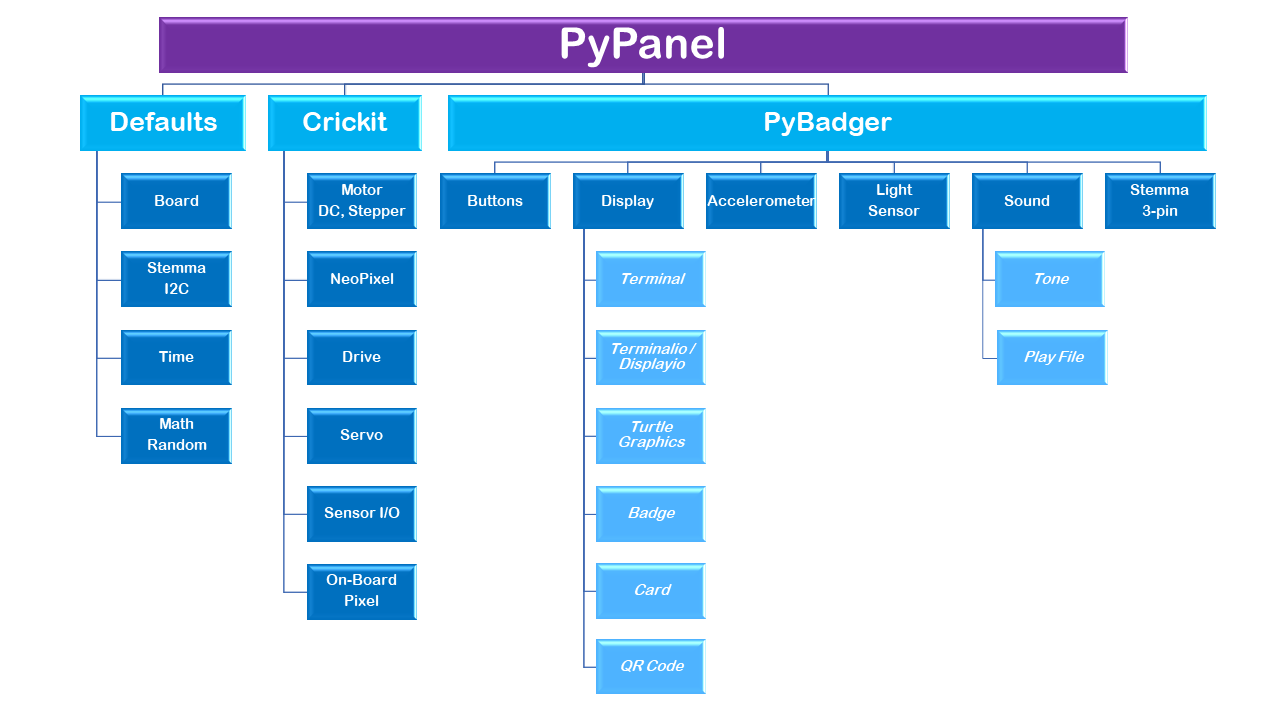 PyPanel
Defaults
Crickit
PyBadger
Board
Stemma
I2C
Time
Math
Random
Motor
DC, Stepper
NeoPixel
Drive
Servo
Sensor I/O
On-Board
Pixel
Buttons
Display
Terminal
Terminalio /
Displayio
Turtle
Graphics
Badge
Card
QR Code
Accelerometer
Light
Sensor
Sound
Tone
Play File
Stemma
3-pin